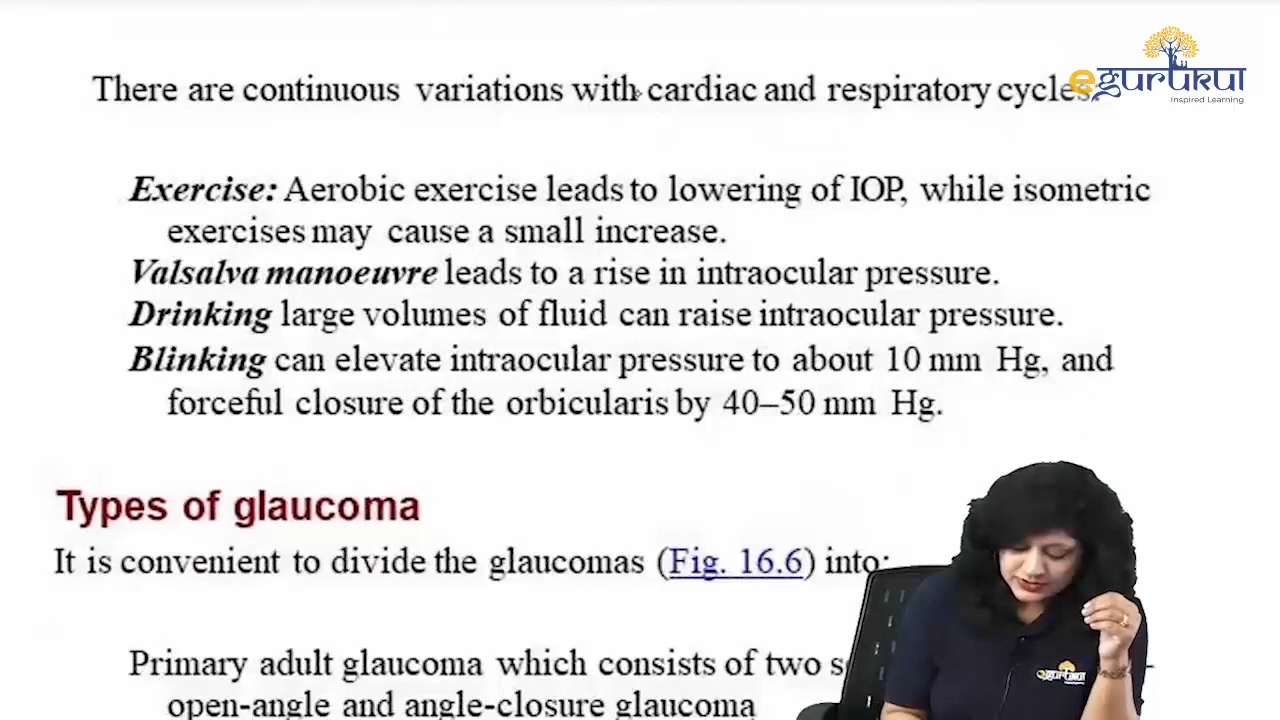 egurukul
Inspired Learning
There are continuous variations with cardiac and respiratory cycles.
Exercise: Aerobic exercise leads to lowering of IOP, while isometric
exercises may cause a small increase.
Valsalva manoeuvre leads to a rise in intraocular pressure.
Drinking large volumes of fluid can raise intraocular pressure.
Blinking can elevate intraocular pressure to about 10 mm Hg, and
forceful closure of the orbicularis by 40–50 mm Hg.
Types of glaucoma
It is convenient to divide the glaucomas (Fig. 16.6) into:
Primary adult glaucoma which consists of two
open-angle and angle-closure glaucoma
egurukul